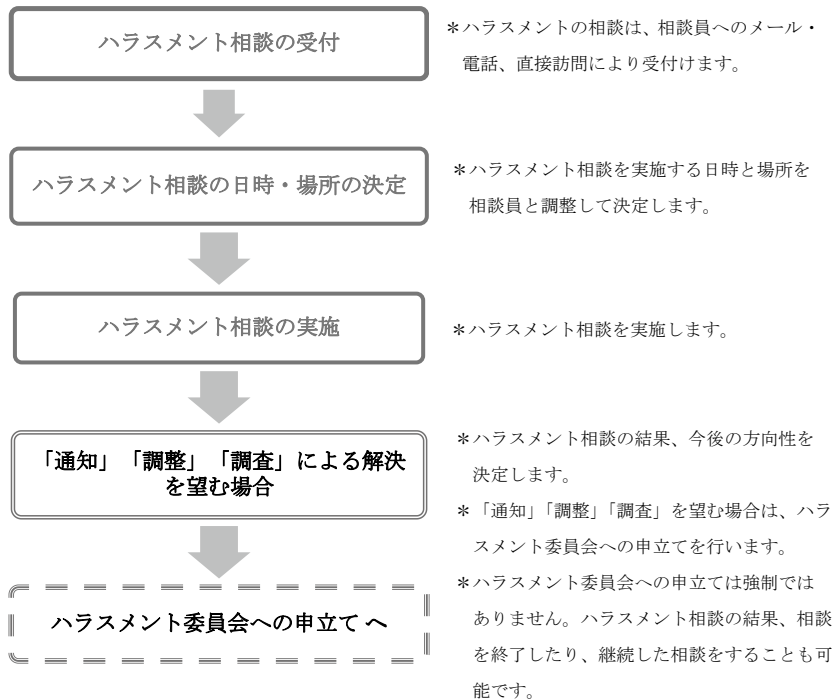 ハラスメント相談の受付
＊ハラスメントの相談は、相談員へのメール・
電話、直接訪問により受付けます。
ハラスメント相談の日時・場所の決定
＊ハラスメント相談を実施する日時と場所を
相談員と調整して決定します。
ハラスメント相談の実施
＊ハラスメント相談を実施します。
「通知」「調整」「調査」による解決
を望む場合
＊ハラスメント相談の結果、今後の方向性を
決定します。
＊「通知」「調整」「調査」を望む場合は、ハラ
スメント委員会への申立てを行います。
ハラスメント委員会への申立て へ
＊ハラスメント委員会への申立ては強制では
ありません。ハラスメント相談の結果、相談
を終了したり、継続した相談をすることも可
能です。